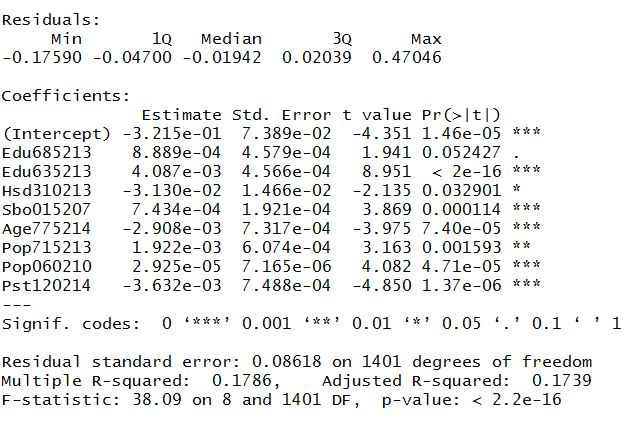 Residuals:
Min 1Q Median 3Q Max
-0.17590 -0.04700 -0.01942 0.02039 0.47046
Coefficients:
Estimate Std. Error t value Pr(>|t|)
(Intercept) -3.215e-01 7.389e-02 -4.351 1.46e-05 ***
Edu685213 8.889e-04 4.579e-04 1.941 0.052427 .
Edu635213 4.087e-03 4.566e-04 8.951 < 2e-16 ***
Hsd310213 -3.130e-02 1.466e-02 -2.135 0.032901 *
Sbo015207 7.434e-04 1.921e-04 3.869 0.000114 ***
Age775214 -2.908e-03 7.317e-04 -3.975 7.40e-05 ***
Pop715213 1.922e-03 6.074e-04 3.163 0.001593 **
Pop060210 2.925e-05 7.165e-06 4.082 4.71e-05 ***
Pst120214 -3.632e-03 7.488e-04 -4.850 1.37e-06 ***
---
Signif. codes: 0 ‘***’ 0.001 ‘**’ 0.01 ‘*’ 0.05 ‘.’ 0.1 ‘ ’ 1
Residual standard error: 0.08618 on 1401 degrees of freedom
Multiple R-squared: 0.1786, Adjusted R-squared: 0.1739
F-statistic: 38.09 on 8 and 1401 DF, p-value: < 2.2e-16